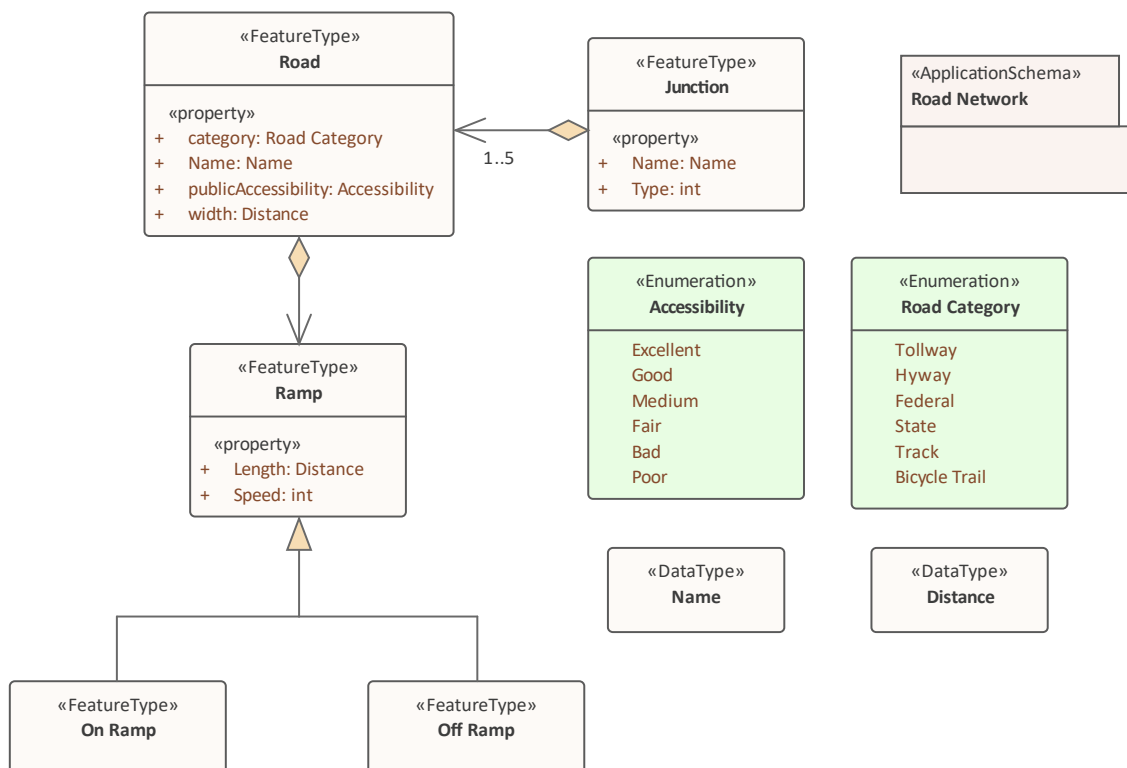 «FeatureType»
Road
«property»
+ category: Road Category
+ Name: Name
+ publicAccessibility: Accessibility
+ width: Distance
1..5
«FeatureType»
Junction
«property»
+ Name: Name
+ Type: int
«ApplicationSchema»
Road Network
«FeatureType»
Ramp
«property»
+ Length: Distance
+ Speed: int
«Enumeration»
Accessibility
Excellent
Good
Medium
Fair
Bad
Poor
«Enumeration»
Road Category
Tollway
Hyway
Federal
State
Track
Bicycle Trail
«DataType»
Name
«DataType»
Distance
«FeatureType»
On Ramp
«FeatureType»
Off Ramp